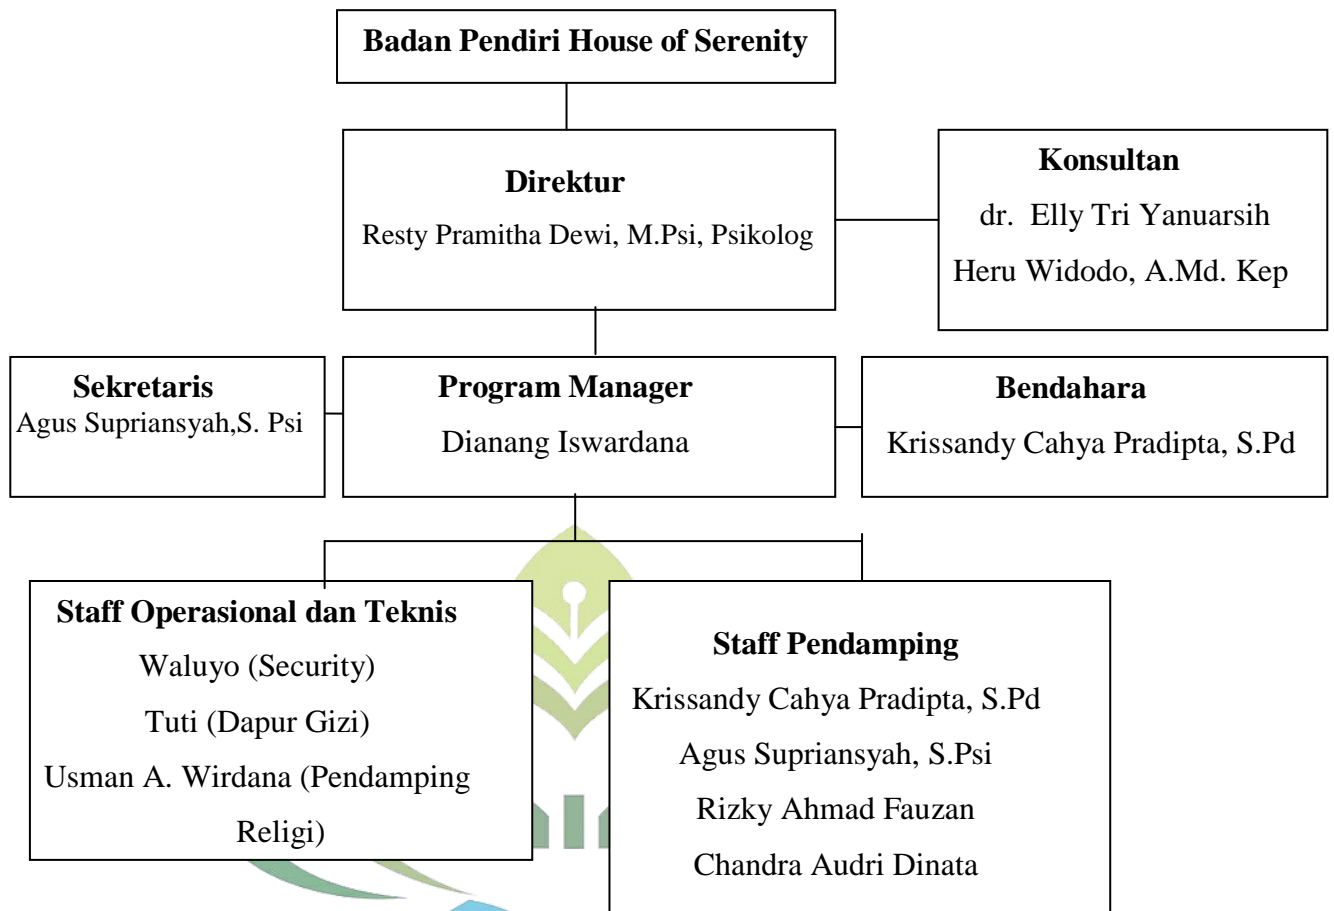 Badan Pendiri House of Serenity
Direktur
Resty Pramitha Dewi, M.Psi, Psikolog
Konsultan
dr. Elly Tri Yanuarsih
Heru Widodo, A.Md. Kep
Sekretaris
Agus Supriansyah,S. Psi
Program Manager
Dianang Iswardana
Bendahara
Krissandy Cahya Pradipta, S.Pd
Staff Operasional dan Teknis
Waluyo (Security)
Tuti (Dapur Gizi)
Usman A. Wirdana (Pendamping
Religi)
Staff Pendamping
Krissandy Cahya Pradipta, S.Pd
Agus Supriansyah, S.Psi
Rizky Ahmad Fauzan
Chandra Audri Dinata